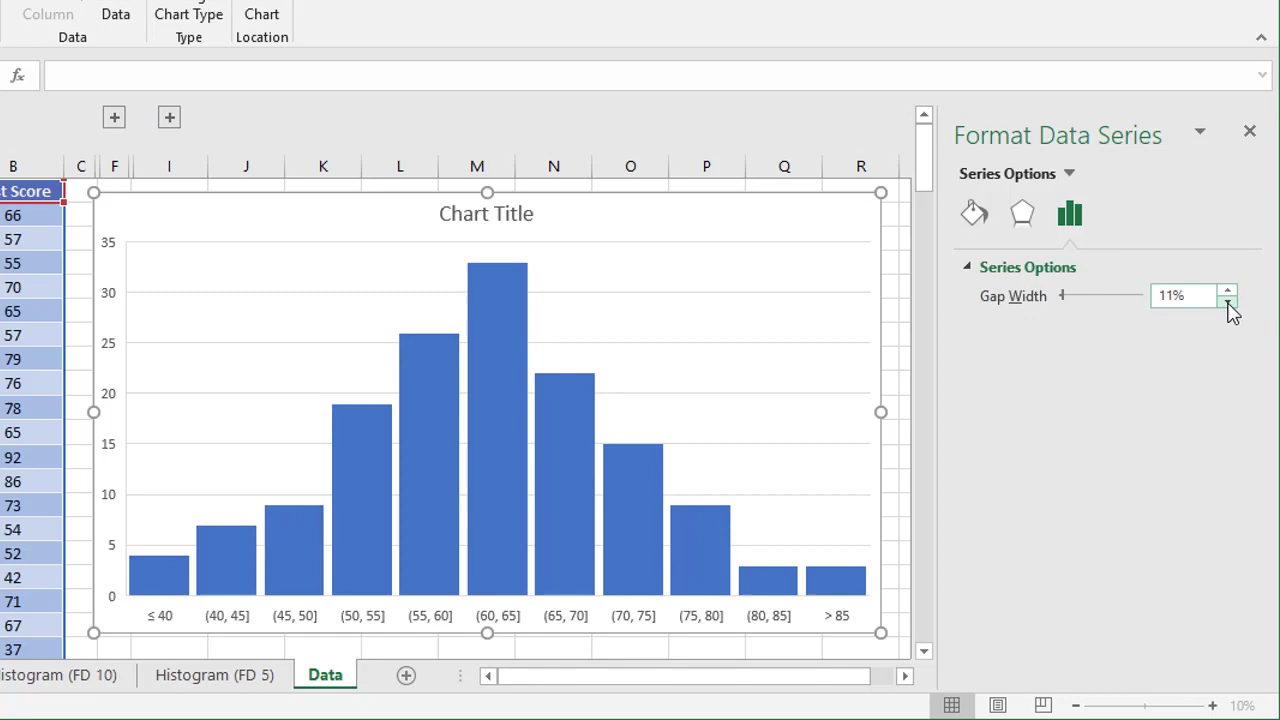 Column
Data
Chart Type
Chart
Data
Type
Location
fx
B C F I J K L M N O P Q R
t Score
66
57
55
70
65
57
79
76
78
65
92
86
73
54
52
42
71
67
37
Chart Title
35
30
25
20
15
10
5
0
≤ 40 (40, 45] (45, 50] (50, 55] (55, 60] (60, 65] (65, 70] (70, 75] (75, 80] (80, 85] > 85
Format Data Series
Series Options
Series Options
Gap Width 11%
istogram (FD 10) Histogram (FD 5) Data
10%